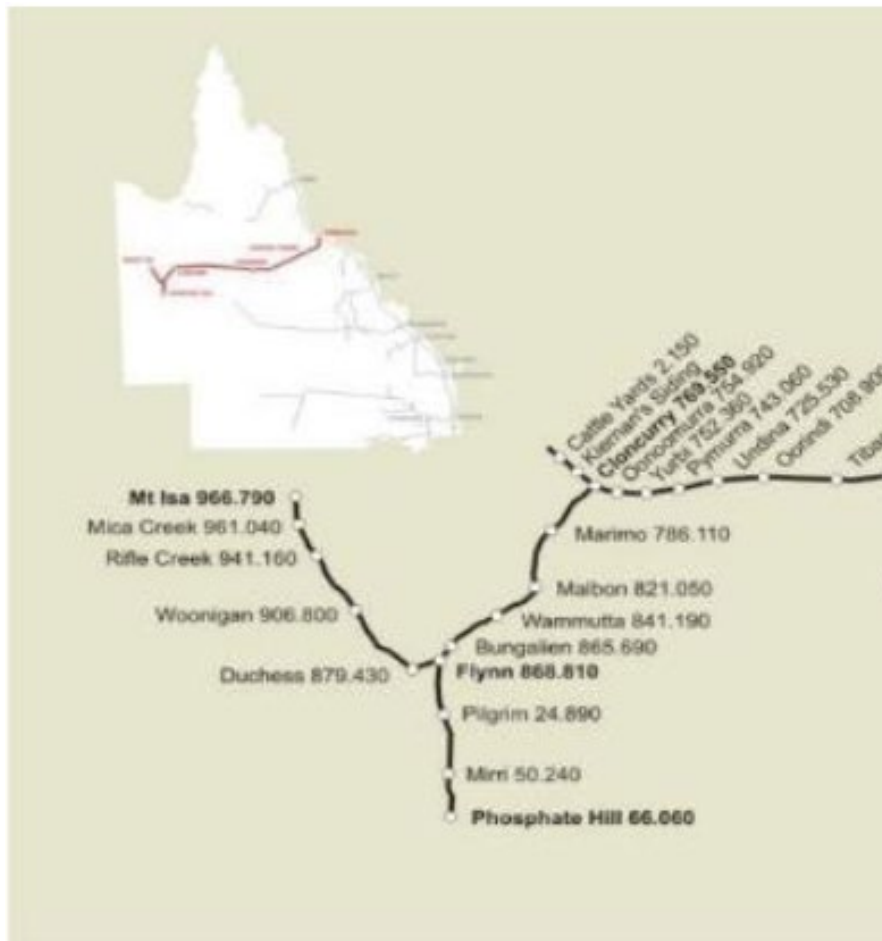 Cattle Yards 2.150
Kiernan's Siding
Cloncurry 769.550
Oonoomurra 754.920
Yurbi 752.360
Pymurra 743.060
Undina 725.530
Oorindi 708.900
Tibar
Mt Isa 966.790
Mica Creek 961.040
Rifle Creek 941.160
Woonigan 906.800
Duchess 879.430
Marimo 786.110
Malbon 821.050
Wammutta 841.190
Bungalien 865.690
Flynn 868.810
Pilgrim 24.890
Mirri 50.240
Phosphate Hill 66.060